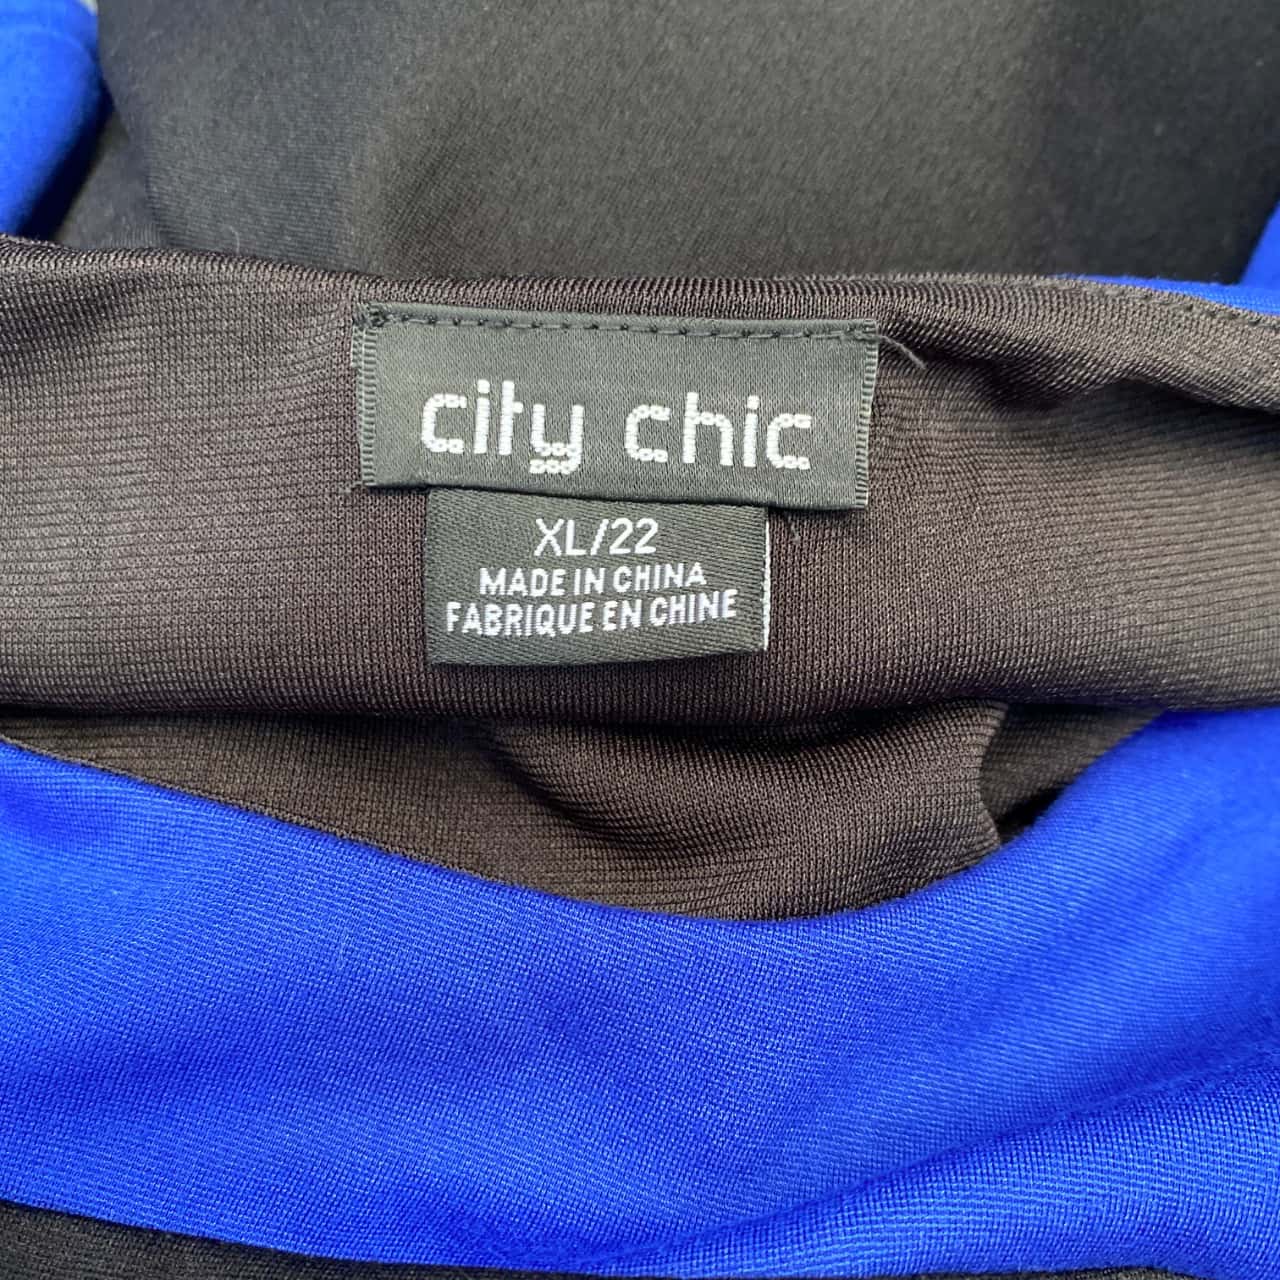 city chic
XL/22
MADE IN CHINA
FABRIQUE EN CHINE